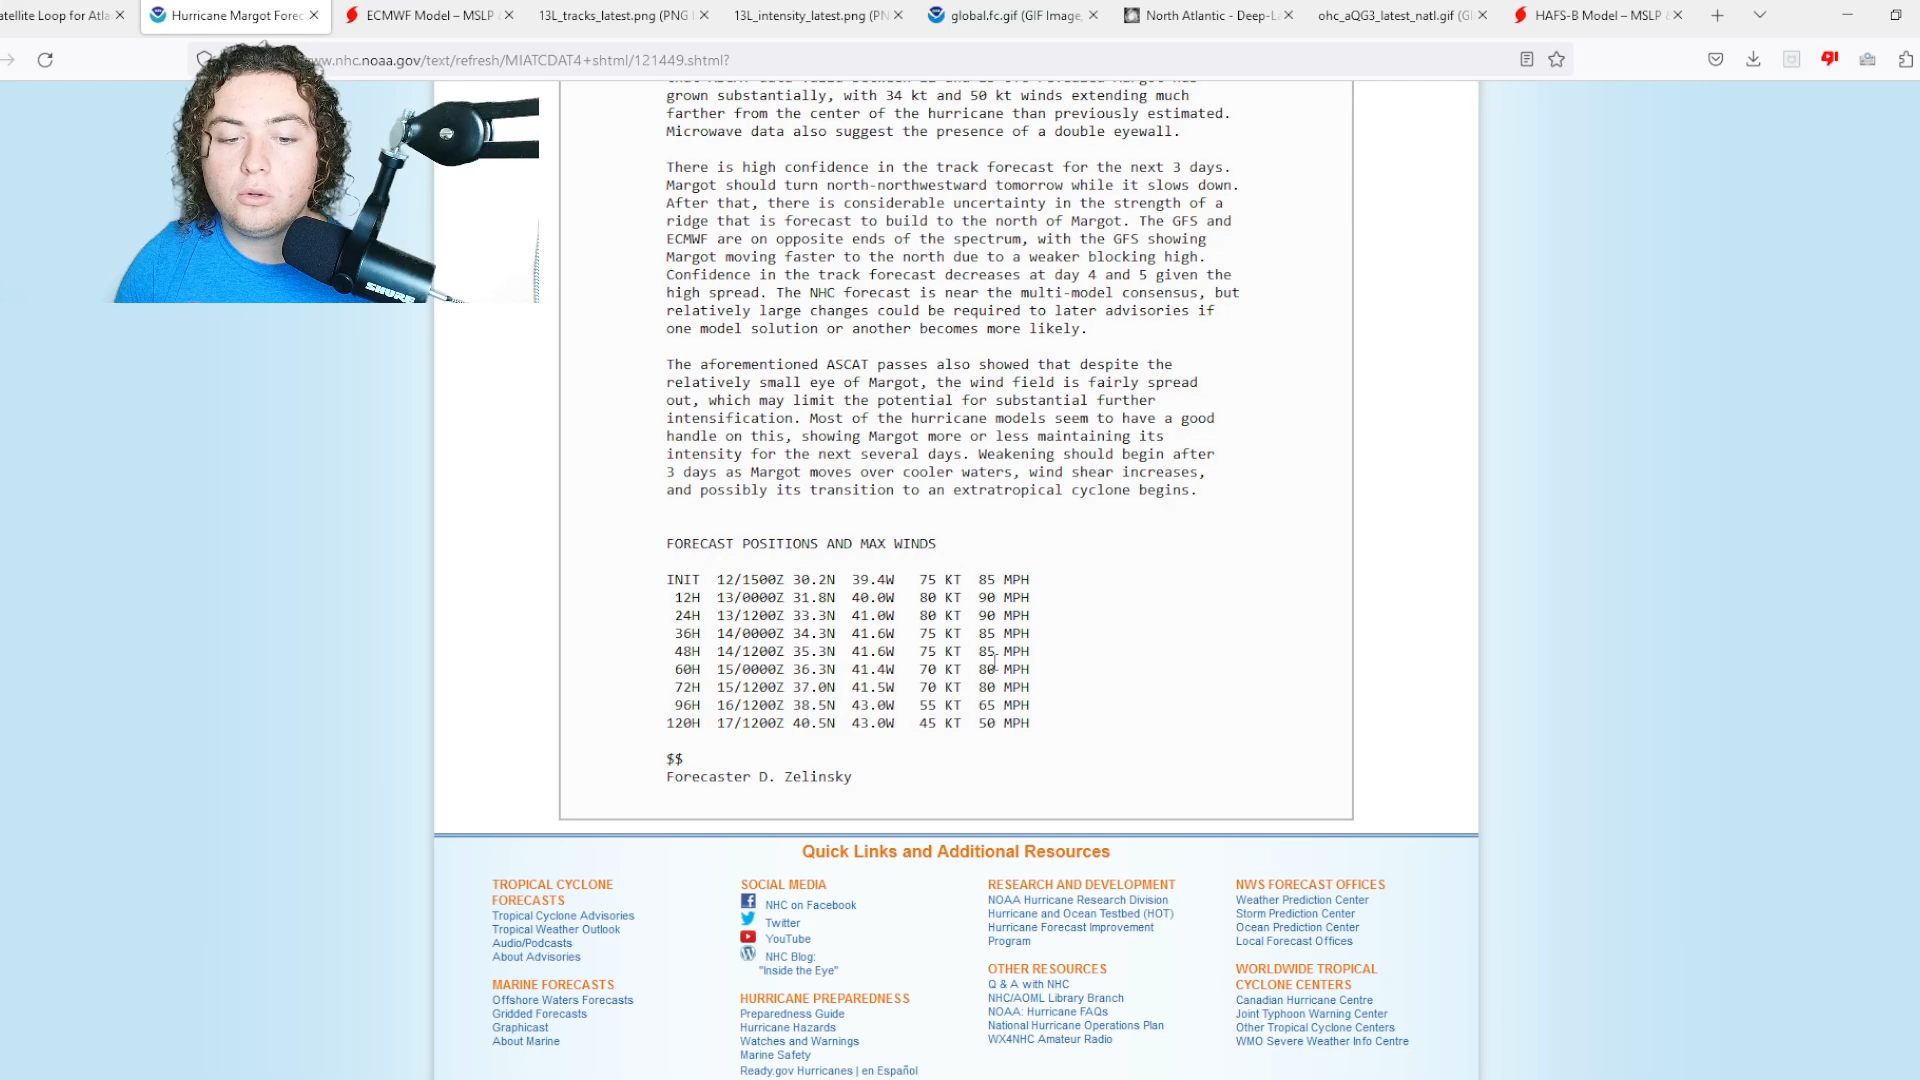 atellite Loop for Atla
Hurricane Margot Forec
ECMWF Model – MSLP
13L_tracks_latest.png (PNG I
13L_intensity_latest.png (PN
global.fc.gif (GIF Image,
North Atlantic - Deep-L
ohc_aQG3_latest_natl.gif (GI
HAFS-B Model – MSLP &
www.nhc.noaa.gov/text/refresh/MIATCDAT4+shtml/121449.shtml?
grown substantially, with 34 kt and 50 kt winds extending much
farther from the center of the hurricane than previously estimated.
Microwave data also suggest the presence of a double eyewall.
There is high confidence in the track forecast for the next 3 days.
Margot should turn north-northwestward tomorrow while it slows down.
After that, there is considerable uncertainty in the strength of a
ridge that is forecast to build to the north of Margot. The GFS and
ECMWF are on opposite ends of the spectrum, with the GFS showing
Margot moving faster to the north due to a weaker blocking high.
Confidence in the track forecast decreases at day 4 and 5 given the
high spread. The NHC forecast is near the multi-model consensus, but
relatively large changes could be required to later advisories if
one model solution or another becomes more likely.
The aforementioned ASCAT passes also showed that despite the
relatively small eye of Margot, the wind field is fairly spread
out, which may limit the potential for substantial further
intensification. Most of the hurricane models seem to have a good
handle on this, showing Margot more or less maintaining its
intensity for the next several days. Weakening should begin after
3 days as Margot moves over cooler waters, wind shear increases,
and possibly its transition to an extratropical cyclone begins.
FORECAST POSITIONS AND MAX WINDS
INIT 12/1500Z 30.2N 39.4W 75 KT 85 MPH
12H 13/0000Z 31.8N 40.0W 80 KT 90 MPH
24H 13/1200Z 33.3N 41.0W 80 KT 90 MPH
36H 14/0000Z 34.3N 41.6W 75 KT 85 MPH
48H 14/1200Z 35.3N 41.6W 75 KT 85 MPH
60H 15/0000Z 36.3N 41.4W 70 KT 80 MPH
72H 15/1200Z 37.0N 41.5W 70 KT 80 MPH
96H 16/1200Z 38.5N 43.0W 55 KT 65 MPH
120H 17/1200Z 40.5N 43.0W 45 KT 50 MPH
$$
Forecaster D. Zelinsky
SHURE
Quick Links and Additional Resources
TROPICAL CYCLONE
FORECASTS
Tropical Cyclone Advisories
Tropical Weather Outlook
Audio/Podcasts
About Advisories
MARINE FORECASTS
Offshore Waters Forecasts
Gridded Forecasts
Graphicast
About Marine
SOCIAL MEDIA
NHC on Facebook
Twitter
YouTube
NHC Blog:
"Inside the Eye"
HURRICANE PREPAREDNESS
Preparedness Guide
Hurricane Hazards
Watches and Warnings
Marine Safety
Ready.gov Hurricanes | en Español
RESEARCH AND DEVELOPMENT
NOAA Hurricane Research Division
Hurricane and Ocean Testbed (HOT)
Hurricane Forecast Improvement
Program
OTHER RESOURCES
Q & A with NHC
NHC/AOML Library Branch
NOAA: Hurricane FAQs
National Hurricane Operations Plan
WX4NHC Amateur Radio
NWS FORECAST OFFICES
Weather Prediction Center
Storm Prediction Center
Ocean Prediction Center
Local Forecast Offices
WORLDWIDE TROPICAL
CYCLONE CENTERS
Canadian Hurricane Centre
Joint Typhoon Warning Center
Other Tropical Cyclone Centers
WMO Severe Weather Info Centre